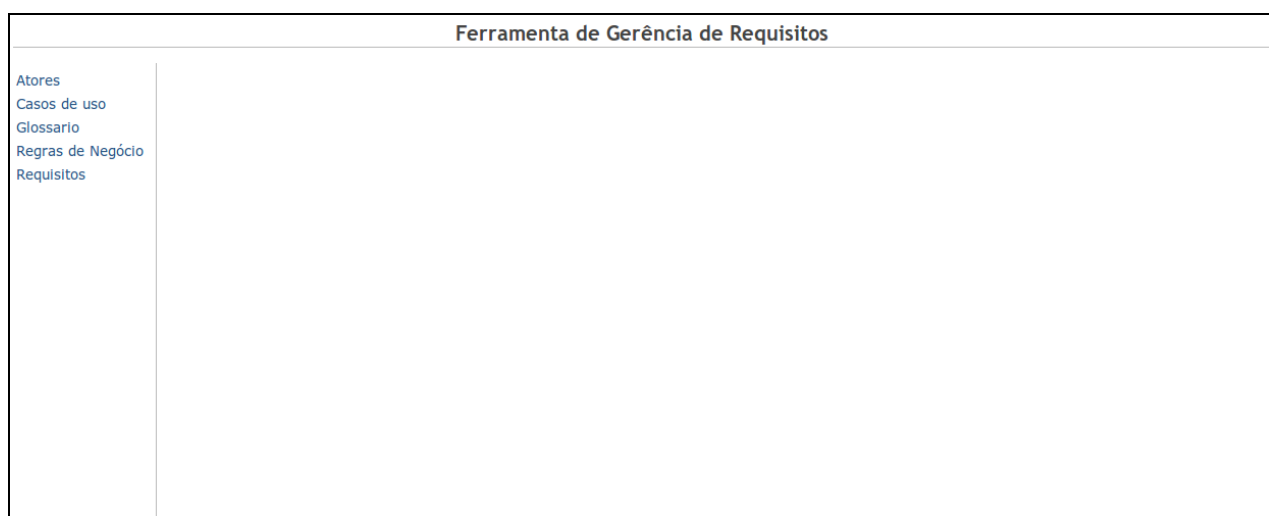 Ferramenta de Gerência de Requisitos
Atores
Casos de uso
Glossario
Regras de Negócio
Requisitos